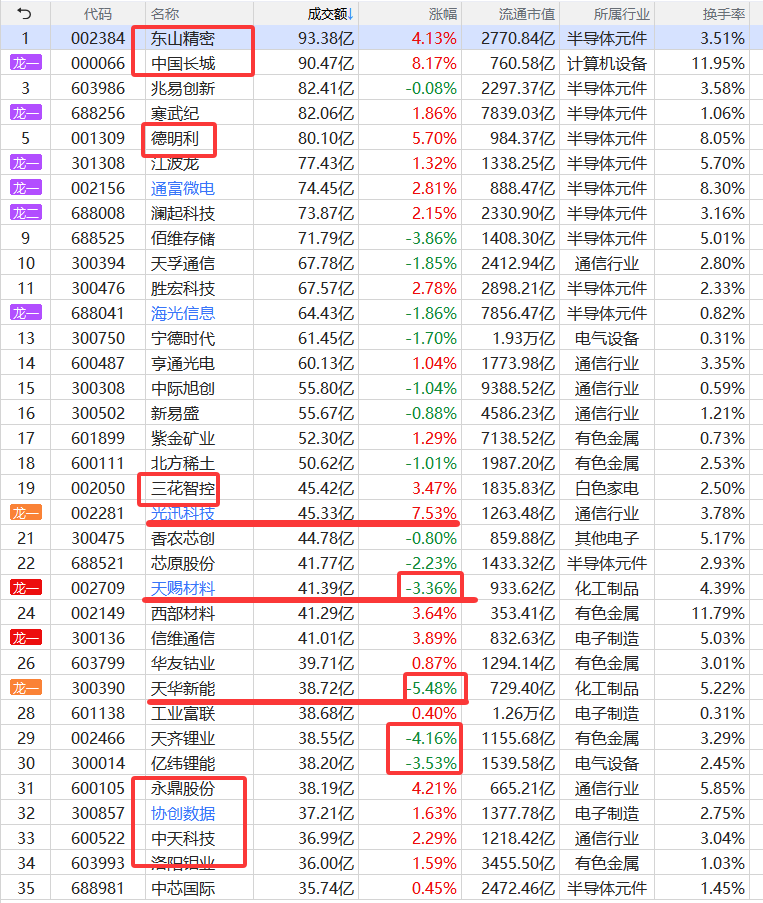 代码 名称 成交额↓ 涨幅 流通市值 所属行业 换手率
1 002384 东山精密 93.38亿 4.13% 2770.84亿 半导体元件 3.51%
龙一 000066 中国长城 90.47亿 8.17% 760.58亿 计算机设备 11.95%
3 603986 兆易创新 82.41亿 -0.08% 2297.37亿 半导体元件 3.58%
龙一 688256 寒武纪 82.06亿 1.86% 7839.03亿 半导体元件 1.06%
5 001309 德明利 80.10亿 5.70% 984.37亿 半导体元件 8.05%
龙一 301308 江波龙 77.43亿 1.32% 1338.25亿 半导体元件 5.70%
龙一 002156 通富微电 74.45亿 2.81% 888.47亿 半导体元件 8.30%
龙二 688008 澜起科技 73.87亿 2.15% 2330.90亿 半导体元件 3.16%
9 688525 佰维存储 71.79亿 -3.86% 1408.30亿 半导体元件 5.01%
10 300394 天孚通信 67.78亿 -1.85% 2412.94亿 通信行业 2.80%
11 300476 胜宏科技 67.57亿 2.78% 2898.21亿 半导体元件 2.33%
龙一 688041 海光信息 64.43亿 -1.86% 7856.47亿 半导体元件 0.82%
13 300750 宁德时代 61.45亿 -1.70% 1.93万亿 电气设备 0.31%
14 600487 亨通光电 60.13亿 1.04% 1773.98亿 通信行业 3.35%
15 300308 中际旭创 55.80亿 -1.04% 9388.52亿 通信行业 0.59%
16 300502 新易盛 55.67亿 -0.88% 4586.23亿 通信行业 1.21%
17 601899 紫金矿业 52.30亿 1.29% 7138.52亿 有色金属 0.73%
18 600111 北方稀土 50.62亿 -1.01% 1987.20亿 有色金属 2.53%
19 002050 三花智控 45.42亿 3.47% 1835.83亿 白色家电 2.50%
龙一 002281 光迅科技 45.33亿 7.53% 1263.48亿 通信行业 3.78%
21 300475 香农芯创 44.78亿 -0.80% 859.88亿 其他电子 5.17%
22 688521 芯原股份 41.77亿 -2.23% 1433.32亿 半导体元件 2.93%
龙一 002709 天赐材料 41.39亿 -3.36% 933.62亿 化工制品 4.39%
24 002149 西部材料 41.29亿 3.64% 353.41亿 有色金属 11.79%
龙一 300136 信维通信 41.01亿 3.89% 832.63亿 电子制造 5.03%
26 603799 华友钴业 39.71亿 0.87% 1294.14亿 有色金属 3.01%
龙一 300390 天华新能 38.72亿 -5.48% 729.40亿 化工制品 5.22%
28 601138 工业富联 38.68亿 0.40% 1.26万亿 电子制造 0.31%
29 002466 天齐锂业 38.55亿 -4.16% 1155.68亿 有色金属 3.29%
30 300014 亿纬锂能 38.20亿 -3.53% 1539.58亿 电气设备 2.45%
31 600105 永鼎股份 38.19亿 4.21% 665.21亿 通信行业 5.85%
32 300857 协创数据 37.21亿 1.63% 1377.78亿 电子制造 2.75%
33 600522 中天科技 36.99亿 2.29% 1218.42亿 通信行业 3.04%
34 603993 洛阳钼业 36.00亿 1.59% 3455.50亿 有色金属 1.03%
35 688981 中芯国际 35.74亿 0.45% 2472.46亿 半导体元件 1.45%